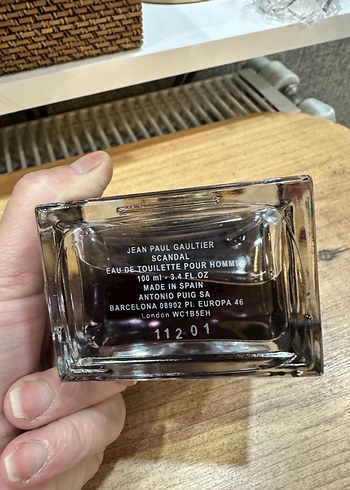 JEAN PAUL GAULTIER
SCANDAL
EAU DE TOUILETTE POUR HOMME
100 ml - 3.4 FL.OZ
MADE IN SPAIN
ANTONIO PUIG SA
BARCELONA 08902 Pl. EUROPA 46
London WC1B5EH
11201